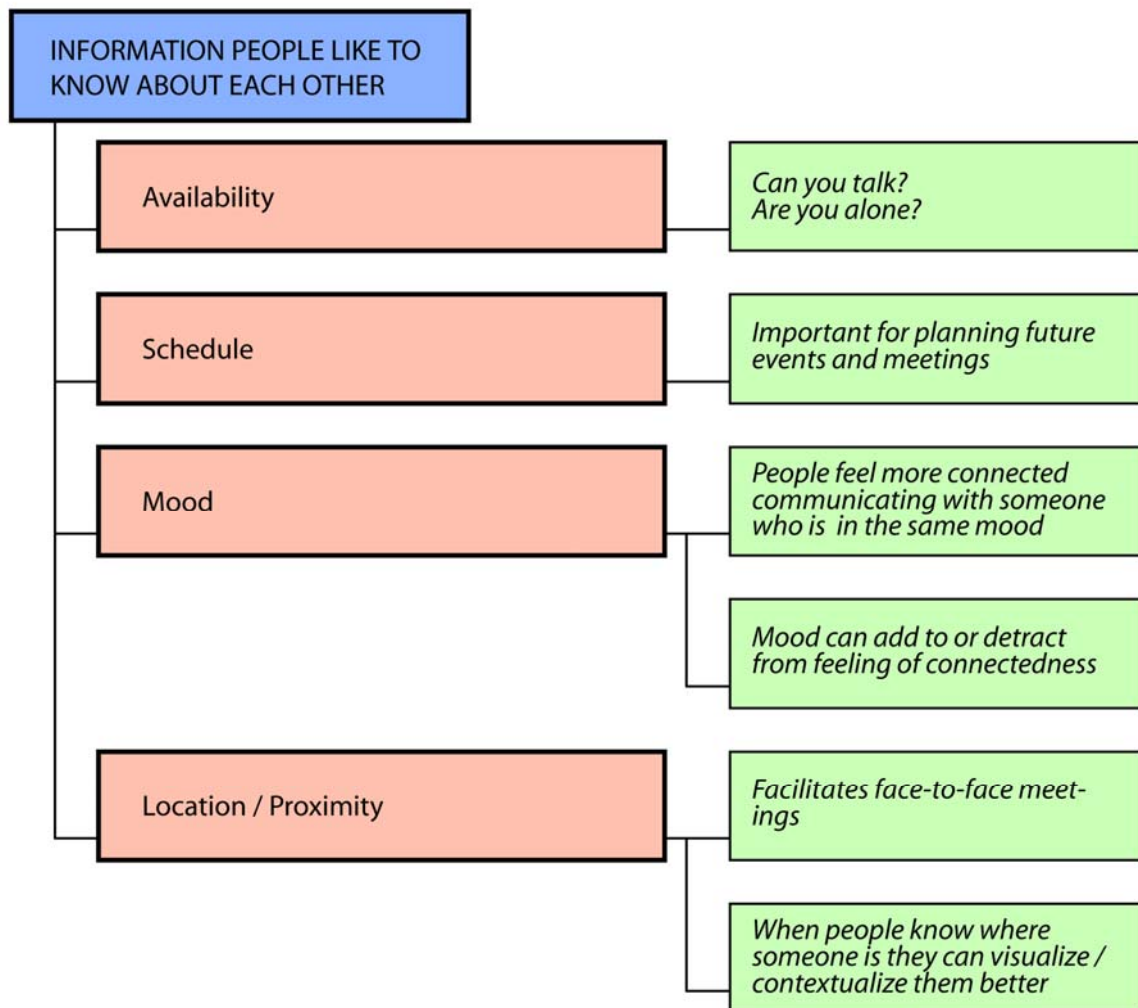 INFORMATION PEOPLE LIKE TO
KNOW ABOUT EACH OTHER
Availability
Can you talk?
Are you alone?
Schedule
Important for planning future
events and meetings
Mood
People feel more connected
communicating with someone
who is  in the same mood
Mood can add to or detract
from feeling of connectedness
Location / Proximity
Facilitates face-to-face meet-
ings
When people know where
someone is they can visualize /
contextualize them better